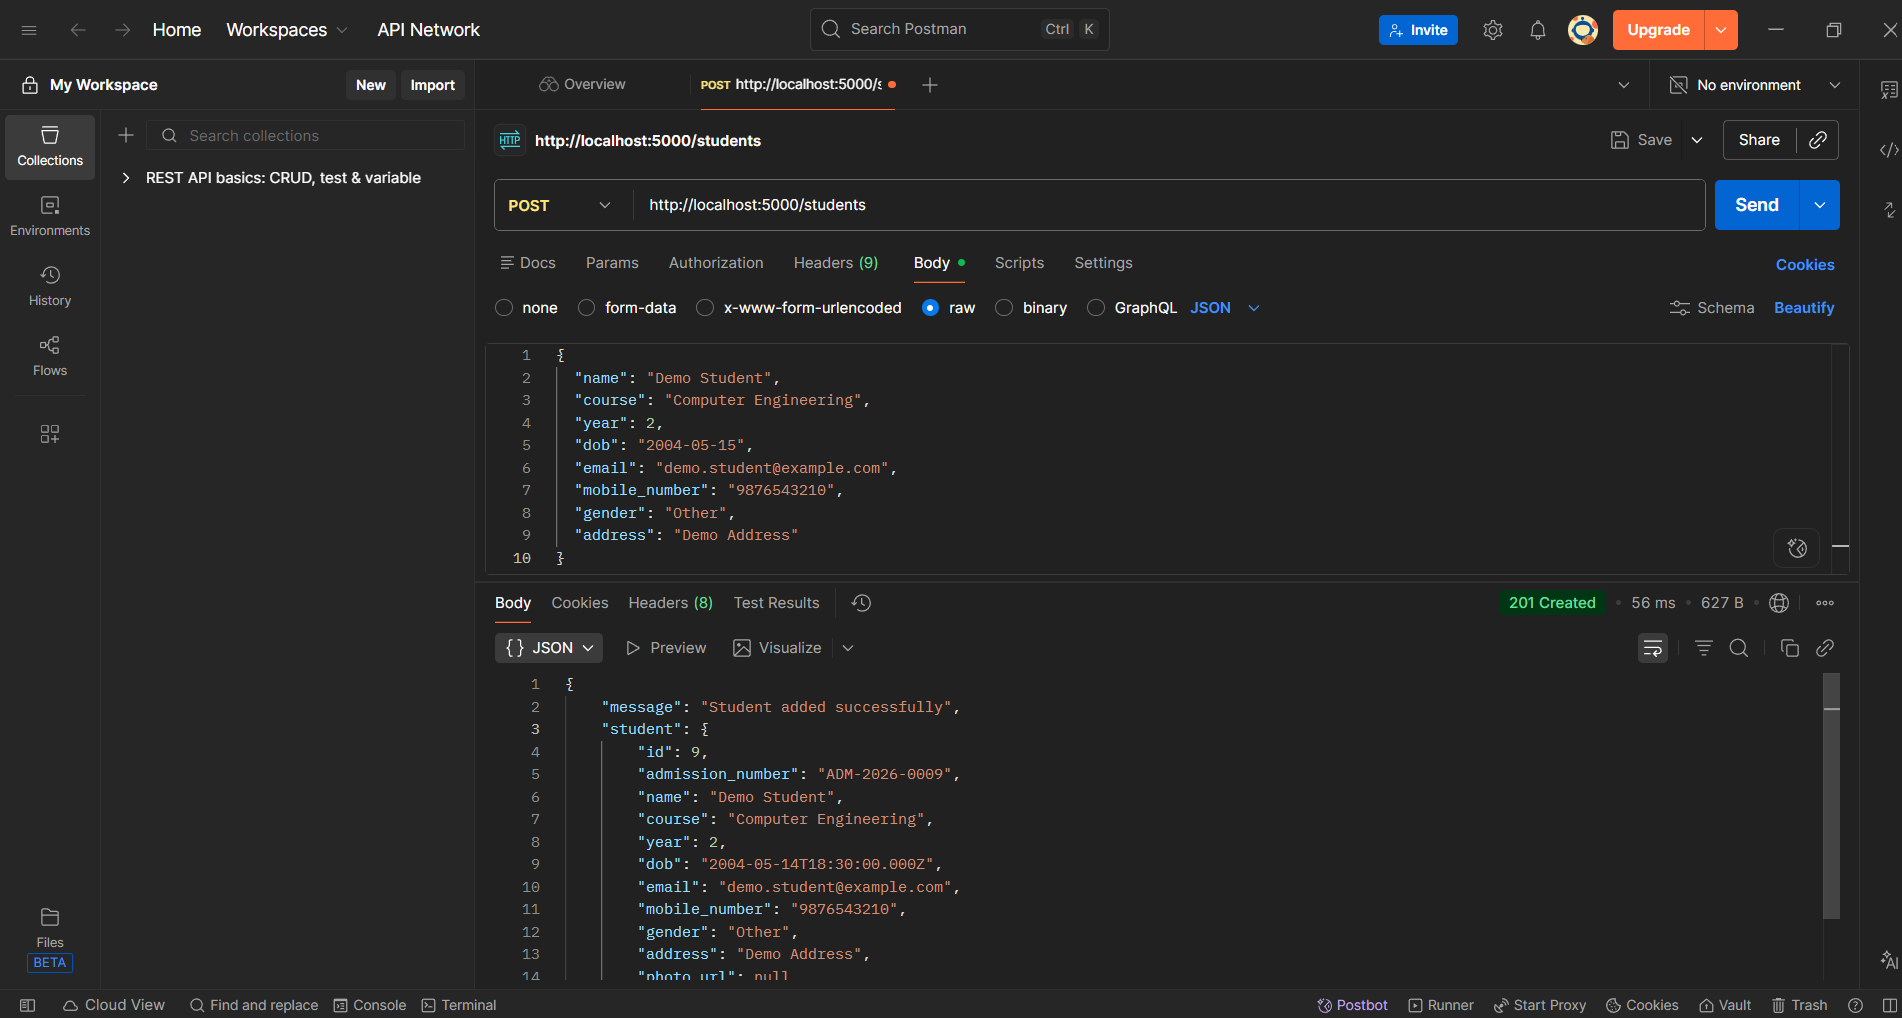 Home Workspaces API Network Search Postman Ctrl K Invite Upgrade
My Workspace New Import Overview POST http://localhost:5000/s No environment
Collections
Search collections
REST API basics: CRUD, test & variable
Environments
History
Flows
Files
BETA
HTTP http://localhost:5000/students Save Share
POST http://localhost:5000/students Send
Docs Params Authorization Headers (9) Body Scripts Settings Cookies
none form-data x-www-form-urlencoded raw binary GraphQL JSON Schema Beautify
1 {
2 "name": "Demo Student",
3 "course": "Computer Engineering",
4 "year": 2,
5 "dob": "2004-05-15",
6 "email": "demo.student@example.com",
7 "mobile_number": "9876543210",
8 "gender": "Other",
9 "address": "Demo Address"
10 }
Body Cookies Headers (8) Test Results 201 Created • 56 ms • 627 B •
{} JSON Preview Visualize
1 {
2 "message": "Student added successfully",
3 "student": {
4 "id": 9,
5 "admission_number": "ADM-2026-0009",
6 "name": "Demo Student",
7 "course": "Computer Engineering",
8 "year": 2,
9 "dob": "2004-05-14T18:30:00.000Z",
10 "email": "demo.student@example.com",
11 "mobile_number": "9876543210",
12 "gender": "Other",
13 "address": "Demo Address",
14 "photo_url": null
Cloud View Find and replace Console Terminal Postbot Runner Start Proxy Cookies Vault Trash